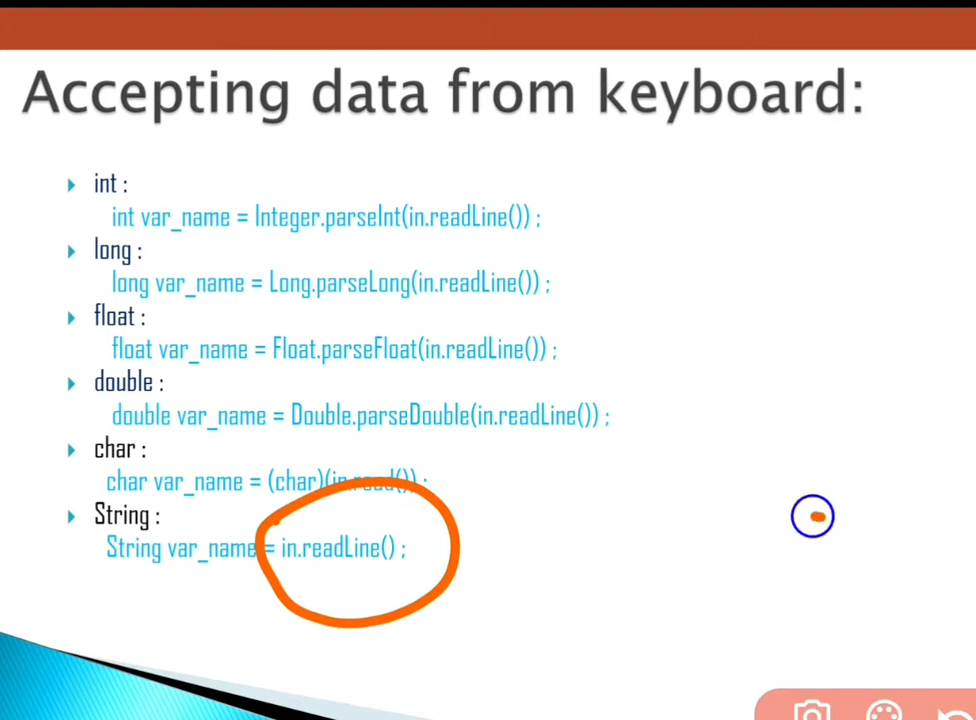 Accepting data from keyboard:
int :
int var_name = Integer.parseInt(in.readLine()) ;
long :
long var_name = Long.parseLong(in.readLine()) ;
float :
float var_name = Float.parseFloat(in.readLine()) ;
double :
double var_name = Double.parseDouble(in.readLine()) ;
char :
char var_name = (char)(in.read()) ;
String :
String var_name = in.readLine() ;